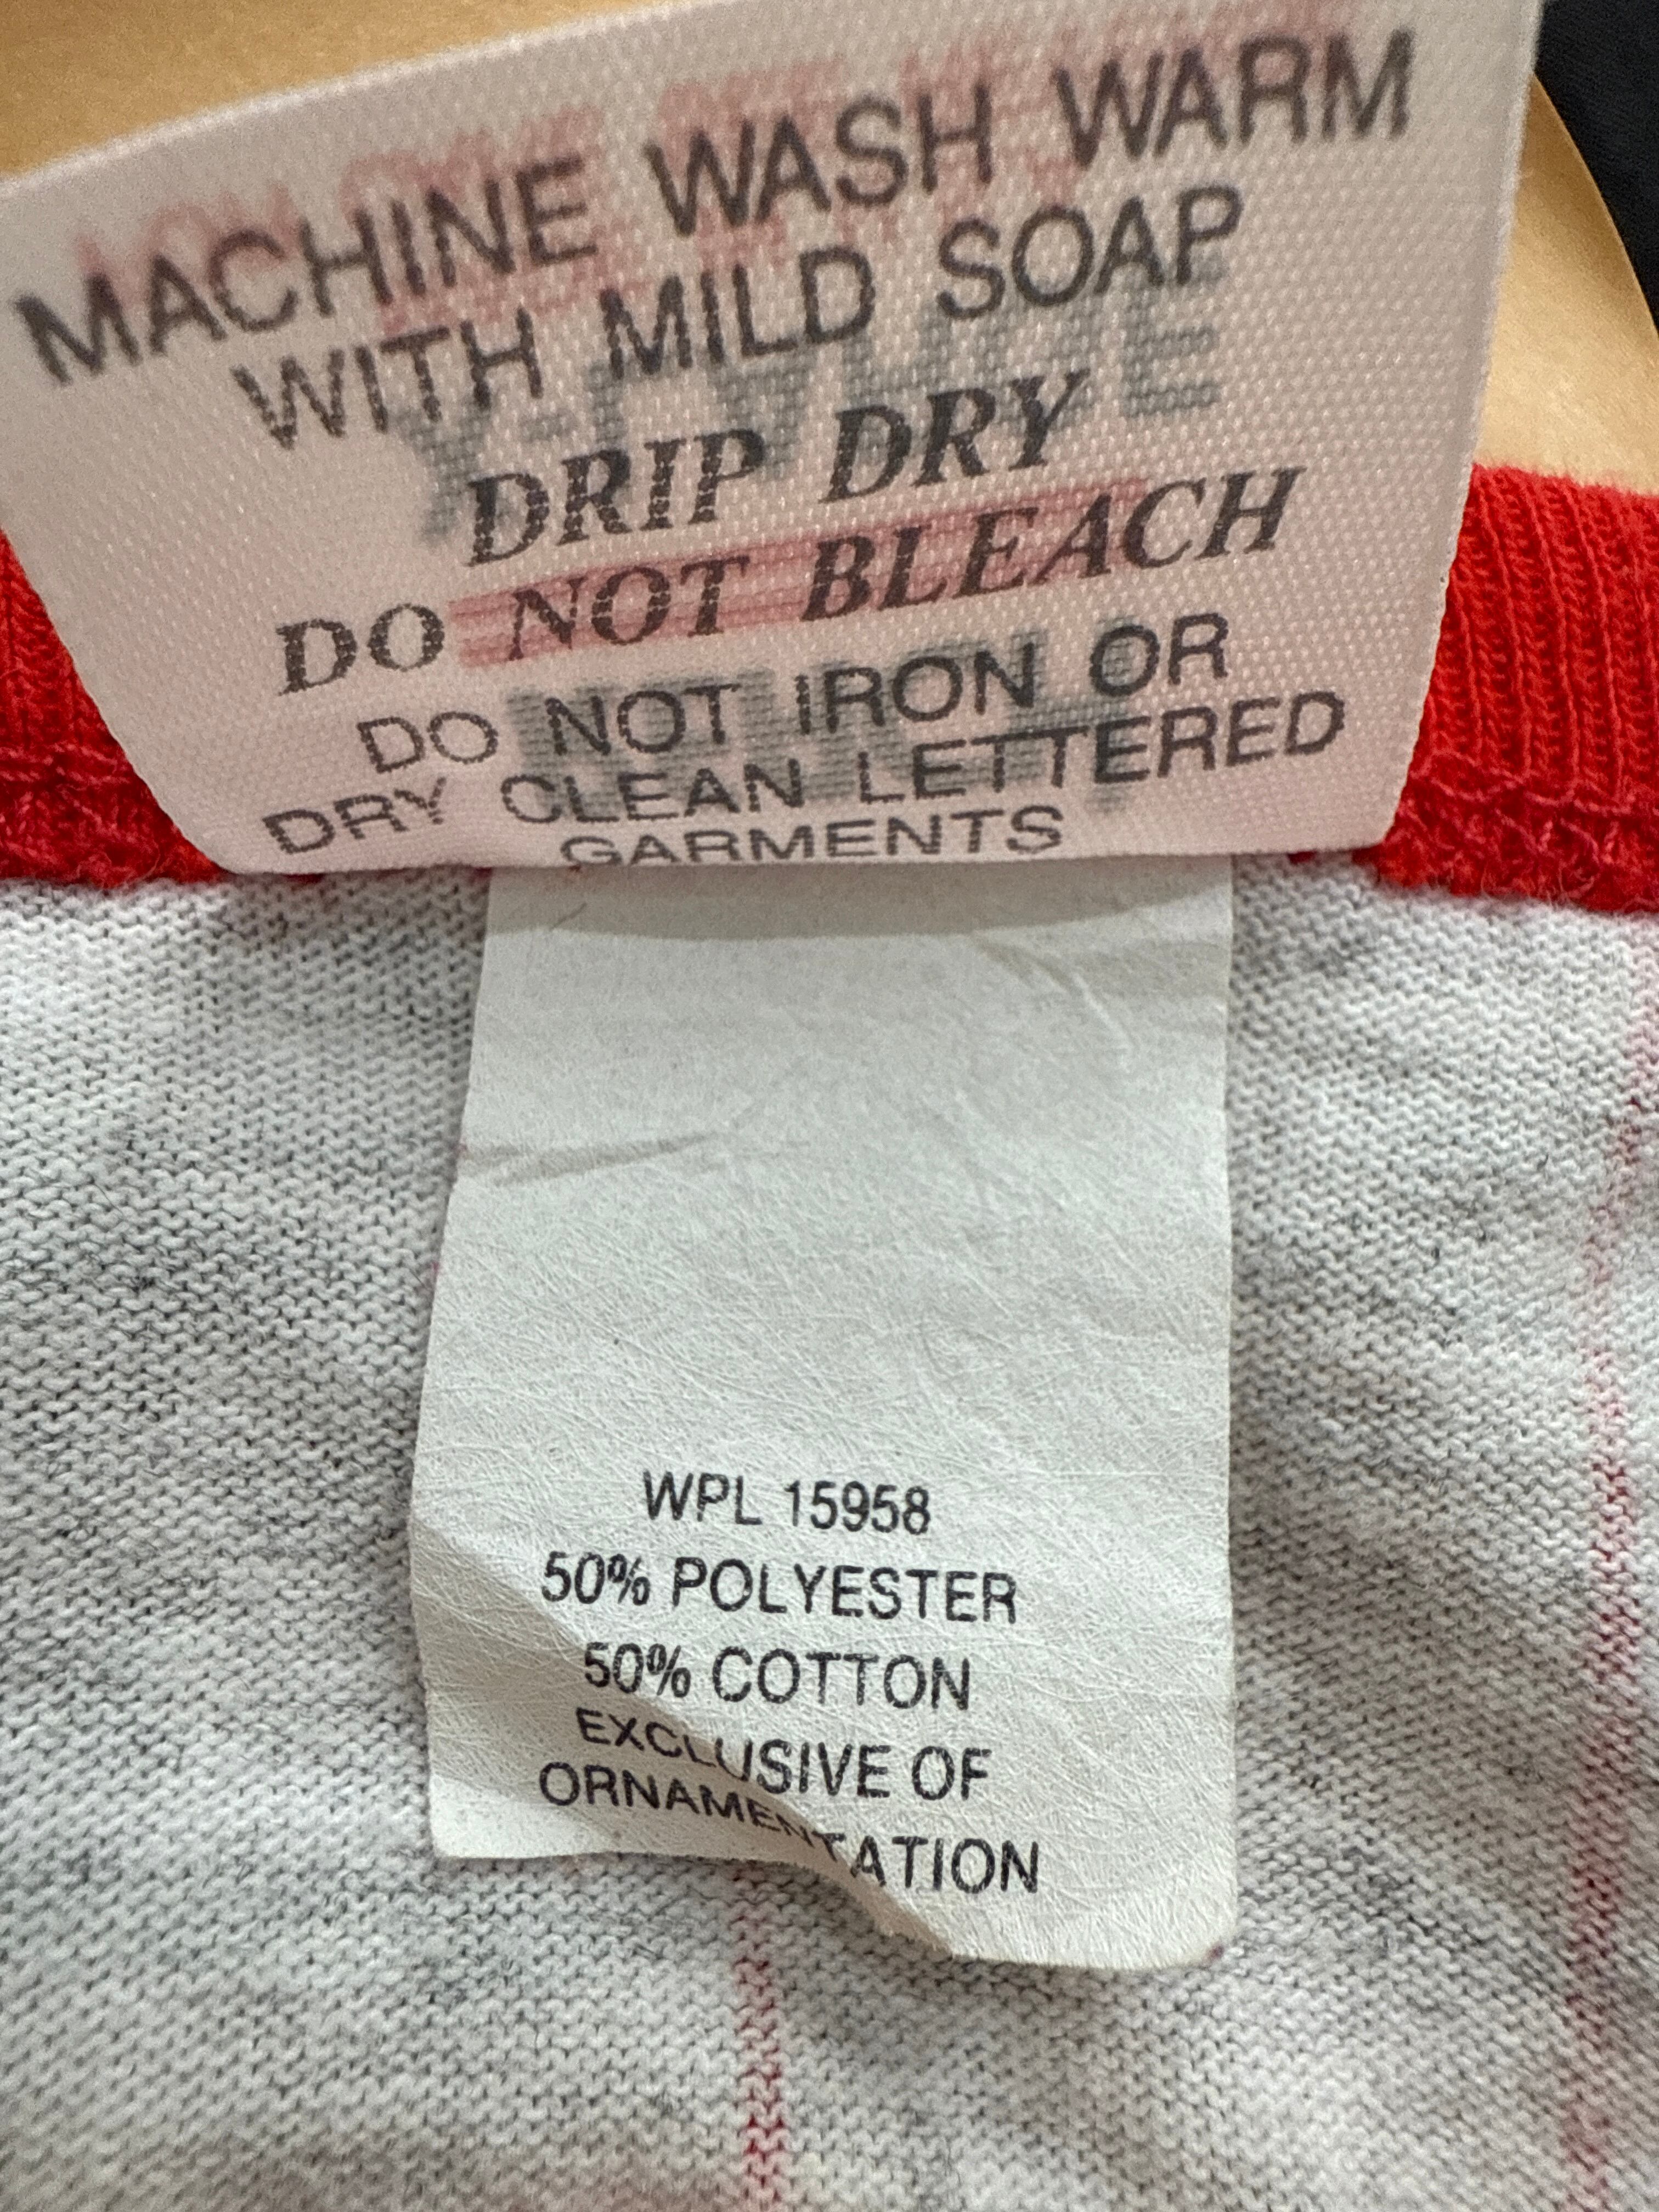 MACHINE WASH WARM
WITH MILD SOAP
DRIP DRY
DO NOT BLEACH
DO NOT IRON OR
DRY CLEAN LETTERED
GARMENTS
WPL 15958
50% POLYESTER
50% COTTON
EXCLUSIVE OF
ORNAMENTATION